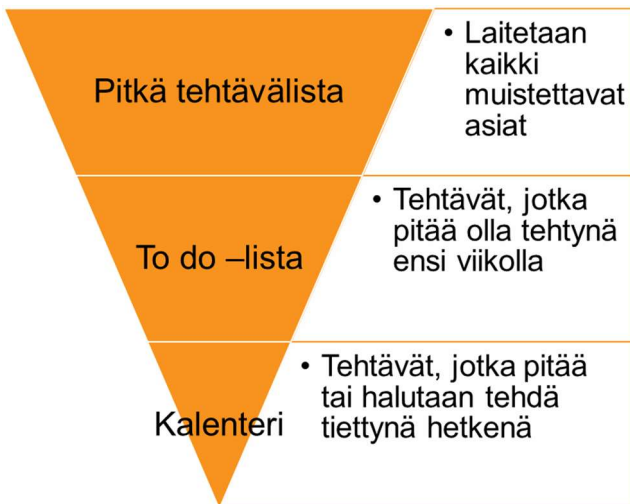 Pitkä tehtävälista
• Laitetaan
kaikki
muistettavat
asiat
To do –lista
• Tehtävät, jotka
pitää olla tehtynä
ensi viikolla
Kalenteri
• Tehtävät, jotka pitää
tai halutaan tehdä
tiettynä hetkenä